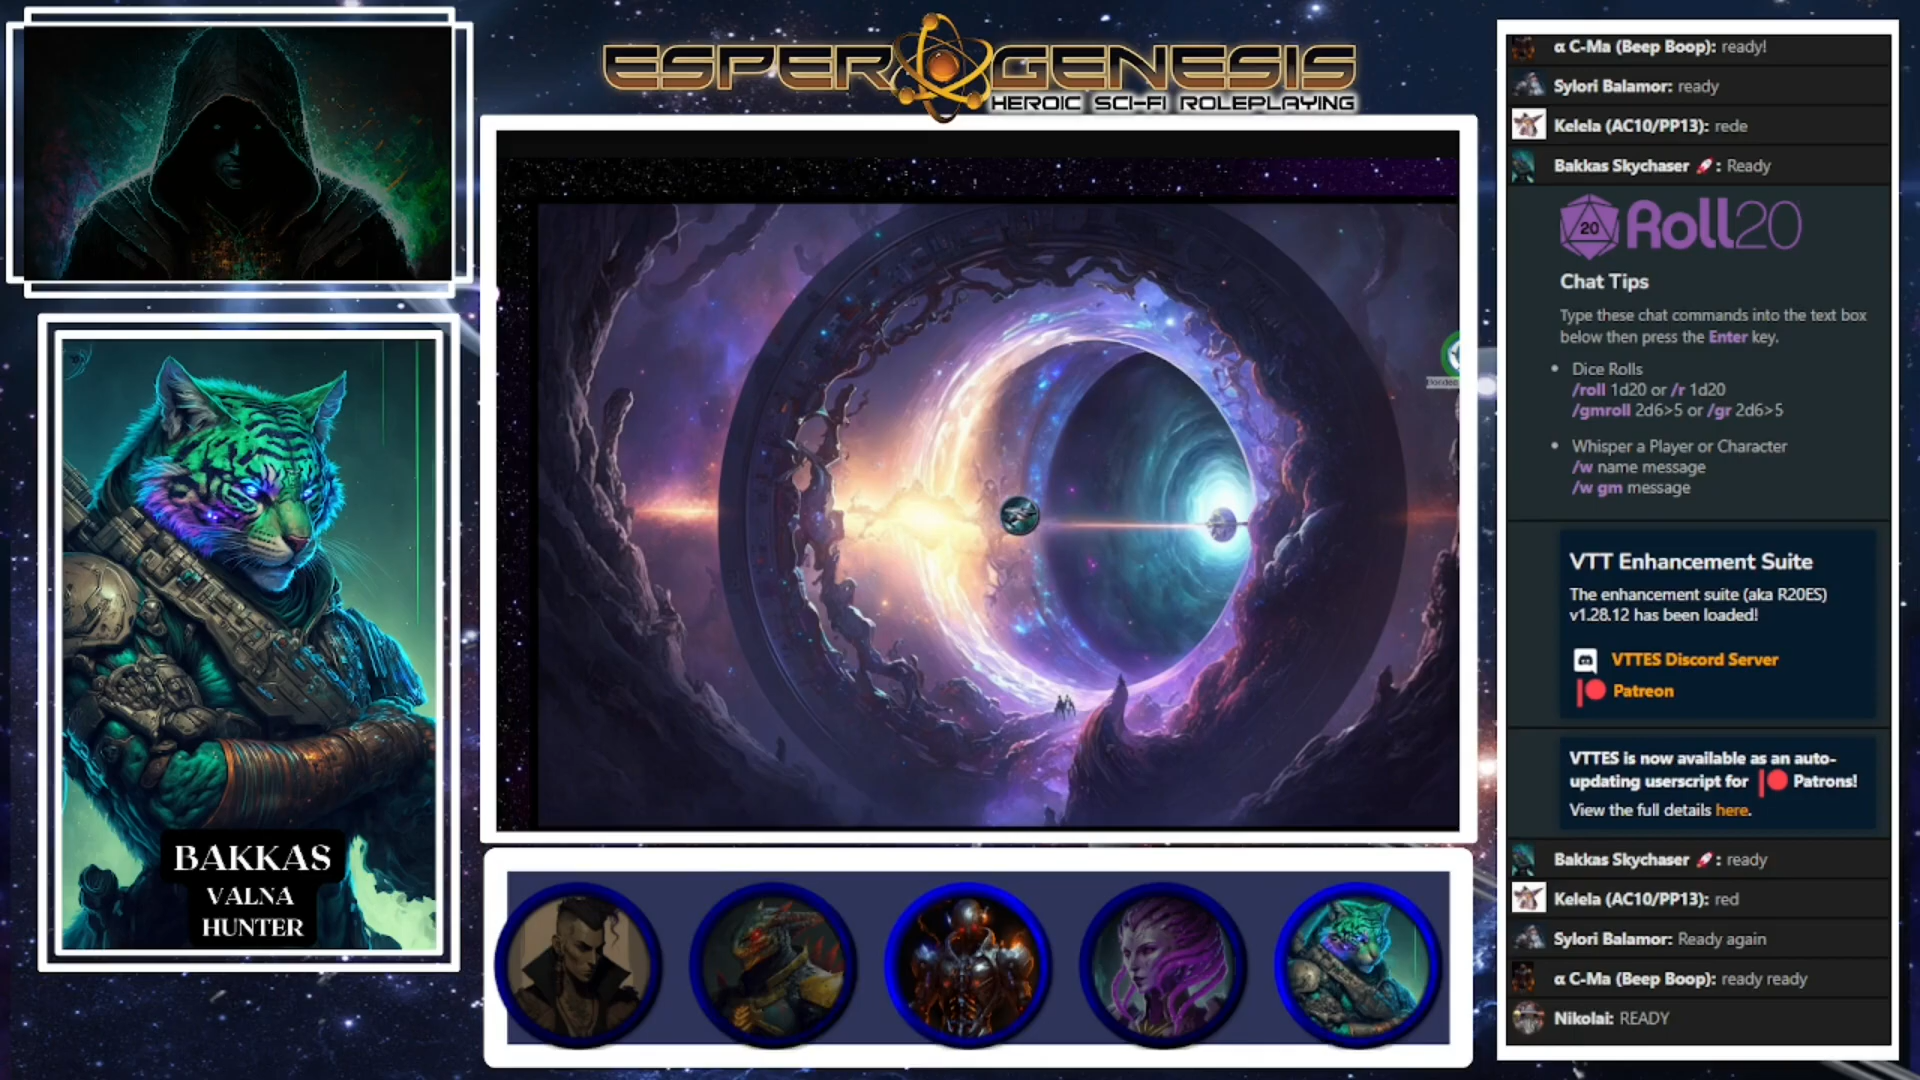 ESPER GENESIS
HEROIC SCI-FI ROLEPLAYING
BAKKAS
VALNA
HUNTER
α C-Ma (Beep Boop): ready!
Sylori Balamor: ready
Kelela (AC10/PP13): rede
Bakkas Skychaser 🚀 : Ready
20 Roll20
Chat Tips
Type these chat commands into the text box
below then press the Enter key.
• Dice Rolls
/roll 1d20 or /r 1d20
/gmroll 2d6>5 or /gr 2d6>5
• Whisper a Player or Character
/w name message
/w gm message
VTT Enhancement Suite
The enhancement suite (aka R20ES)
v1.28.12 has been loaded!
VTTES Discord Server
Patreon
VTTES is now available as an auto-
updating userscript for Patrons!
View the full details here.
Bakkas Skychaser 🚀 : ready
Kelela (AC10/PP13): red
Sylori Balamor: Ready again
α C-Ma (Beep Boop): ready ready
Nikolai: READY